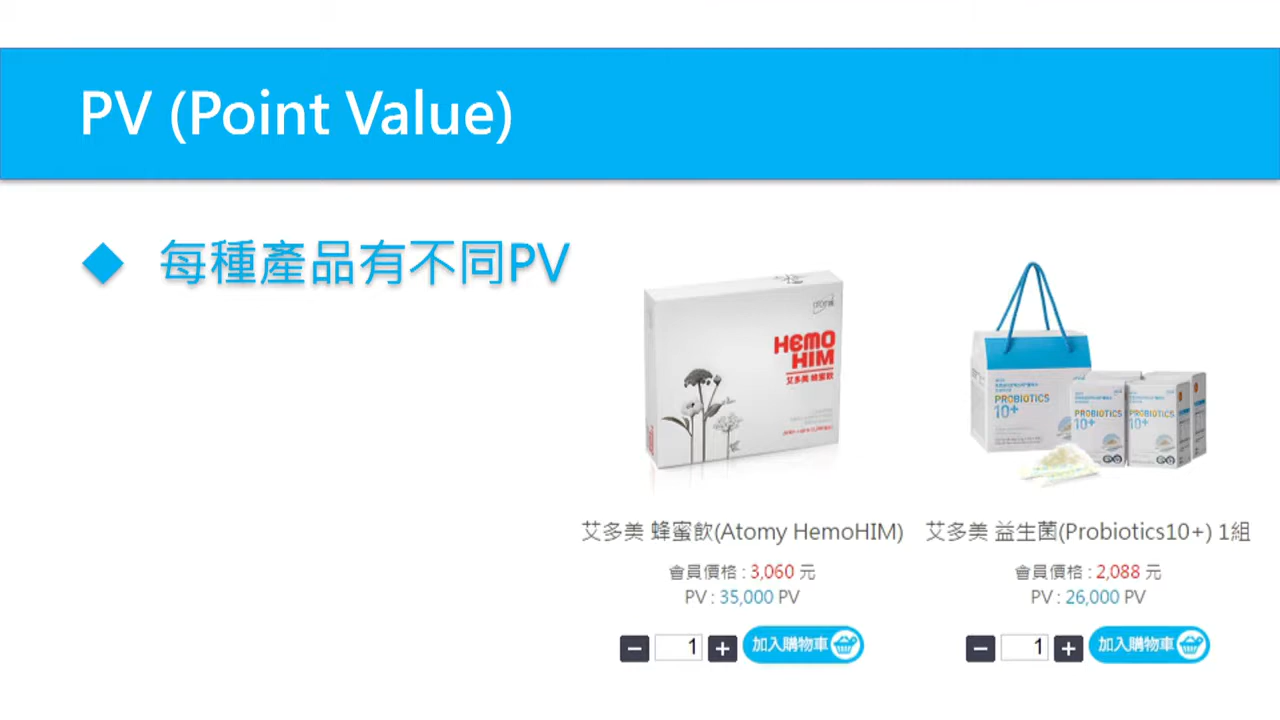 PV (Point Value)
每種產品有不同PV
HEMO
HIM
艾多美 蜂蜜飲
PROBIOTICS
10+
PROBIOTICS
10+
PROBIOTICS
10+
艾多美 蜂蜜飲(Atomy HemoHIM)
會員價格 : 3,060 元
PV : 35,000 PV
1
加入購物車
艾多美 益生菌(Probiotics10+) 1組
會員價格 : 2,088 元
PV : 26,000 PV
1
加入購物車